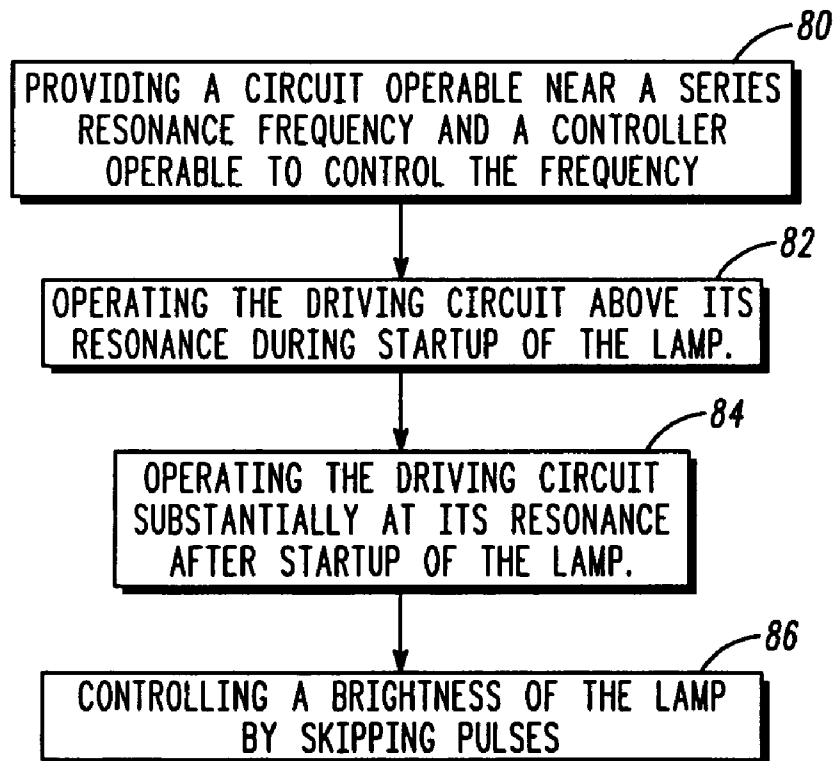 80
PROVIDING A CIRCUIT OPERABLE NEAR A SERIES
RESONANCE FREQUENCY AND A CONTROLLER
OPERABLE TO CONTROL THE FREQUENCY
82
OPERATING THE DRIVING CIRCUIT ABOVE ITS
RESONANCE DURING STARTUP OF THE LAMP.
84
OPERATING THE DRIVING CIRCUIT
SUBSTANTIALLY AT ITS RESONANCE
AFTER STARTUP OF THE LAMP.
86
CONTROLLING A BRIGHTNESS OF THE LAMP
BY SKIPPING PULSES